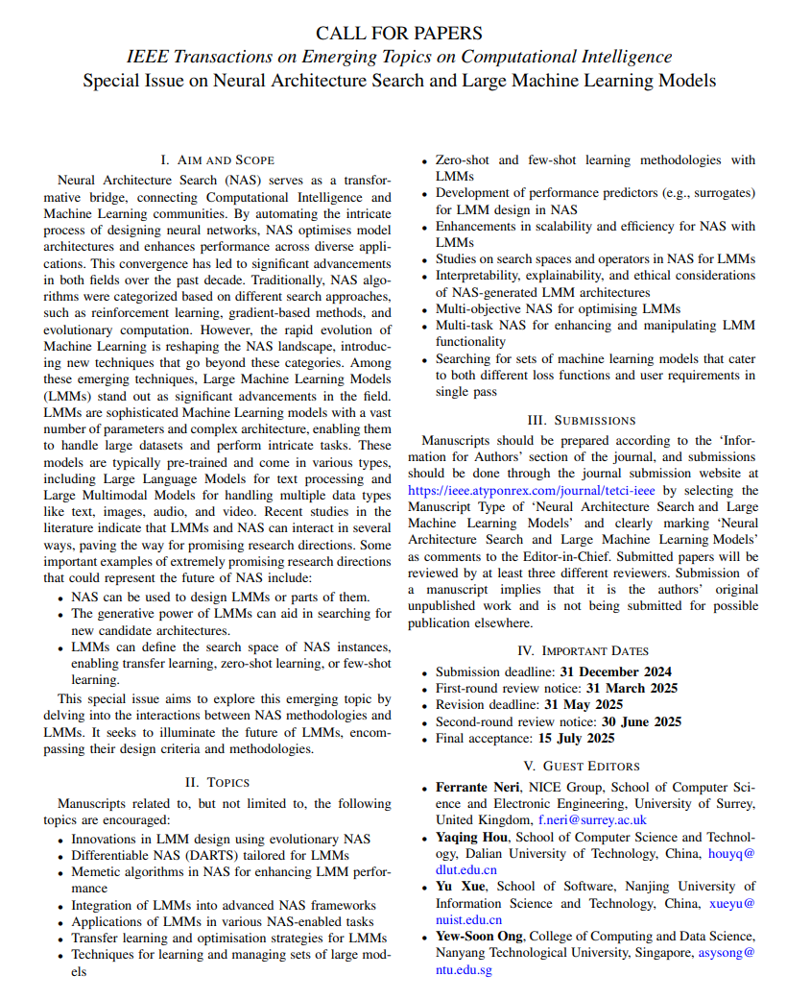 CALL FOR PAPERS
IEEE Transactions on Emerging Topics on Computational Intelligence
Special Issue on Neural Architecture Search and Large Machine Learning Models
I. AIM AND SCOPE
Neural Architecture Search (NAS) serves as a transfor-
mative bridge, connecting Computational Intelligence and
Machine Learning communities. By automating the intricate
process of designing neural networks, NAS optimises model
architectures and enhances performance across diverse appli-
cations. This convergence has led to significant advancements
in both fields over the past decade. Traditionally, NAS algo-
rithms were categorized based on different search approaches,
such as reinforcement learning, gradient-based methods, and
evolutionary computation. However, the rapid evolution of
Machine Learning is reshaping the NAS landscape, introduc-
ing new techniques that go beyond these categories. Among
these emerging techniques, Large Machine Learning Models
(LMMs) stand out as significant advancements in the field.
LMMs are sophisticated Machine Learning models with a vast
number of parameters and complex architecture, enabling them
to handle large datasets and perform intricate tasks. These
models are typically pre-trained and come in various types,
including Large Language Models for text processing and
Large Multimodal Models for handling multiple data types
like text, images, audio, and video. Recent studies in the
literature indicate that LMMs and NAS can interact in several
ways, paving the way for promising research directions. Some
important examples of extremely promising research directions
that could represent the future of NAS include:
• NAS can be used to design LMMs or parts of them.
• The generative power of LMMs can aid in searching for
new candidate architectures.
• LMMs can define the search space of NAS instances,
enabling transfer learning, zero-shot learning, or few-shot
learning.
This special issue aims to explore this emerging topic by
delving into the interactions between NAS methodologies and
LMMs. It seeks to illuminate the future of LMMs, encom-
passing their design criteria and methodologies.
II. TOPICS
Manuscripts related to, but not limited to, the following
topics are encouraged:
• Innovations in LMM design using evolutionary NAS
• Differentiable NAS (DARTS) tailored for LMMs
• Memetic algorithms in NAS for enhancing LMM perfor-
mance
• Integration of LMMs into advanced NAS frameworks
• Applications of LMMs in various NAS-enabled tasks
• Transfer learning and optimisation strategies for LMMs
• Techniques for learning and managing sets of large mod-
els
• Zero-shot and few-shot learning methodologies with
LMMs
• Development of performance predictors (e.g., surrogates)
for LMM design in NAS
• Enhancements in scalability and efficiency for NAS with
LMMs
• Studies on search spaces and operators in NAS for LMMs
• Interpretability, explainability, and ethical considerations
of NAS-generated LMM architectures
• Multi-objective NAS for optimising LMMs
• Multi-task NAS for enhancing and manipulating LMM
functionality
• Searching for sets of machine learning models that cater
to both different loss functions and user requirements in
single pass
III. SUBMISSIONS
Manuscripts should be prepared according to the ‘Infor-
mation for Authors’ section of the journal, and submissions
should be done through the journal submission website at
https://ieee.atyponrex.com/journal/tetci-ieee by selecting the
Manuscript Type of ‘Neural Architecture Search and Large
Machine Learning Models’ and clearly marking ‘Neural
Architecture Search and Large Machine Learning Models’
as comments to the Editor-in-Chief. Submitted papers will be
reviewed by at least three different reviewers. Submission of
a manuscript implies that it is the authors’ original
unpublished work and is not being submitted for possible
publication elsewhere.
IV. IMPORTANT DATES
• Submission deadline: 31 December 2024
• First-round review notice: 31 March 2025
• Revision deadline: 31 May 2025
• Second-round review notice: 30 June 2025
• Final acceptance: 15 July 2025
V. GUEST EDITORS
• Ferrante Neri, NICE Group, School of Computer Sci-
ence and Electronic Engineering, University of Surrey,
United Kingdom, f.neri@surrey.ac.uk
• Yaqing Hou, School of Computer Science and Technol-
ogy, Dalian University of Technology, China, houyq@
dlut.edu.cn
• Yu Xue, School of Software, Nanjing University of
Information Science and Technology, China, xueyu@
nuist.edu.cn
• Yew-Soon Ong, College of Computing and Data Science,
Nanyang Technological University, Singapore, asysong@
ntu.edu.sg